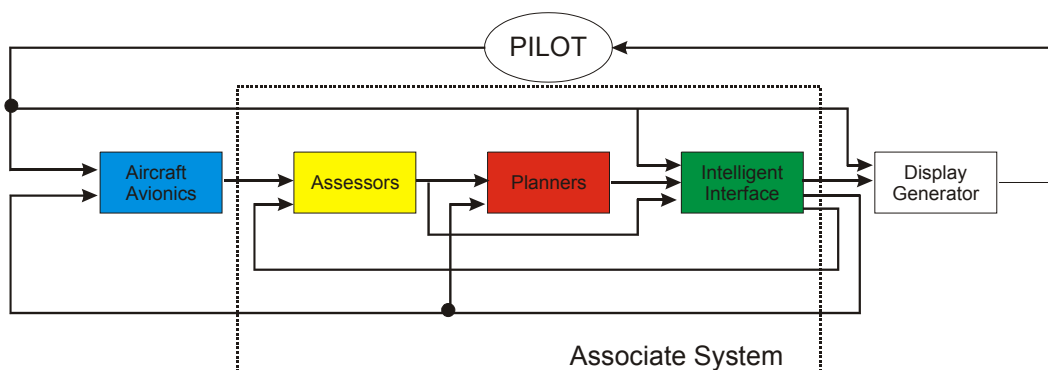 PILOT
Aircraft
Avionics
Assessors
Planners
Intelligent
Interface
Display
Generator
Associate System